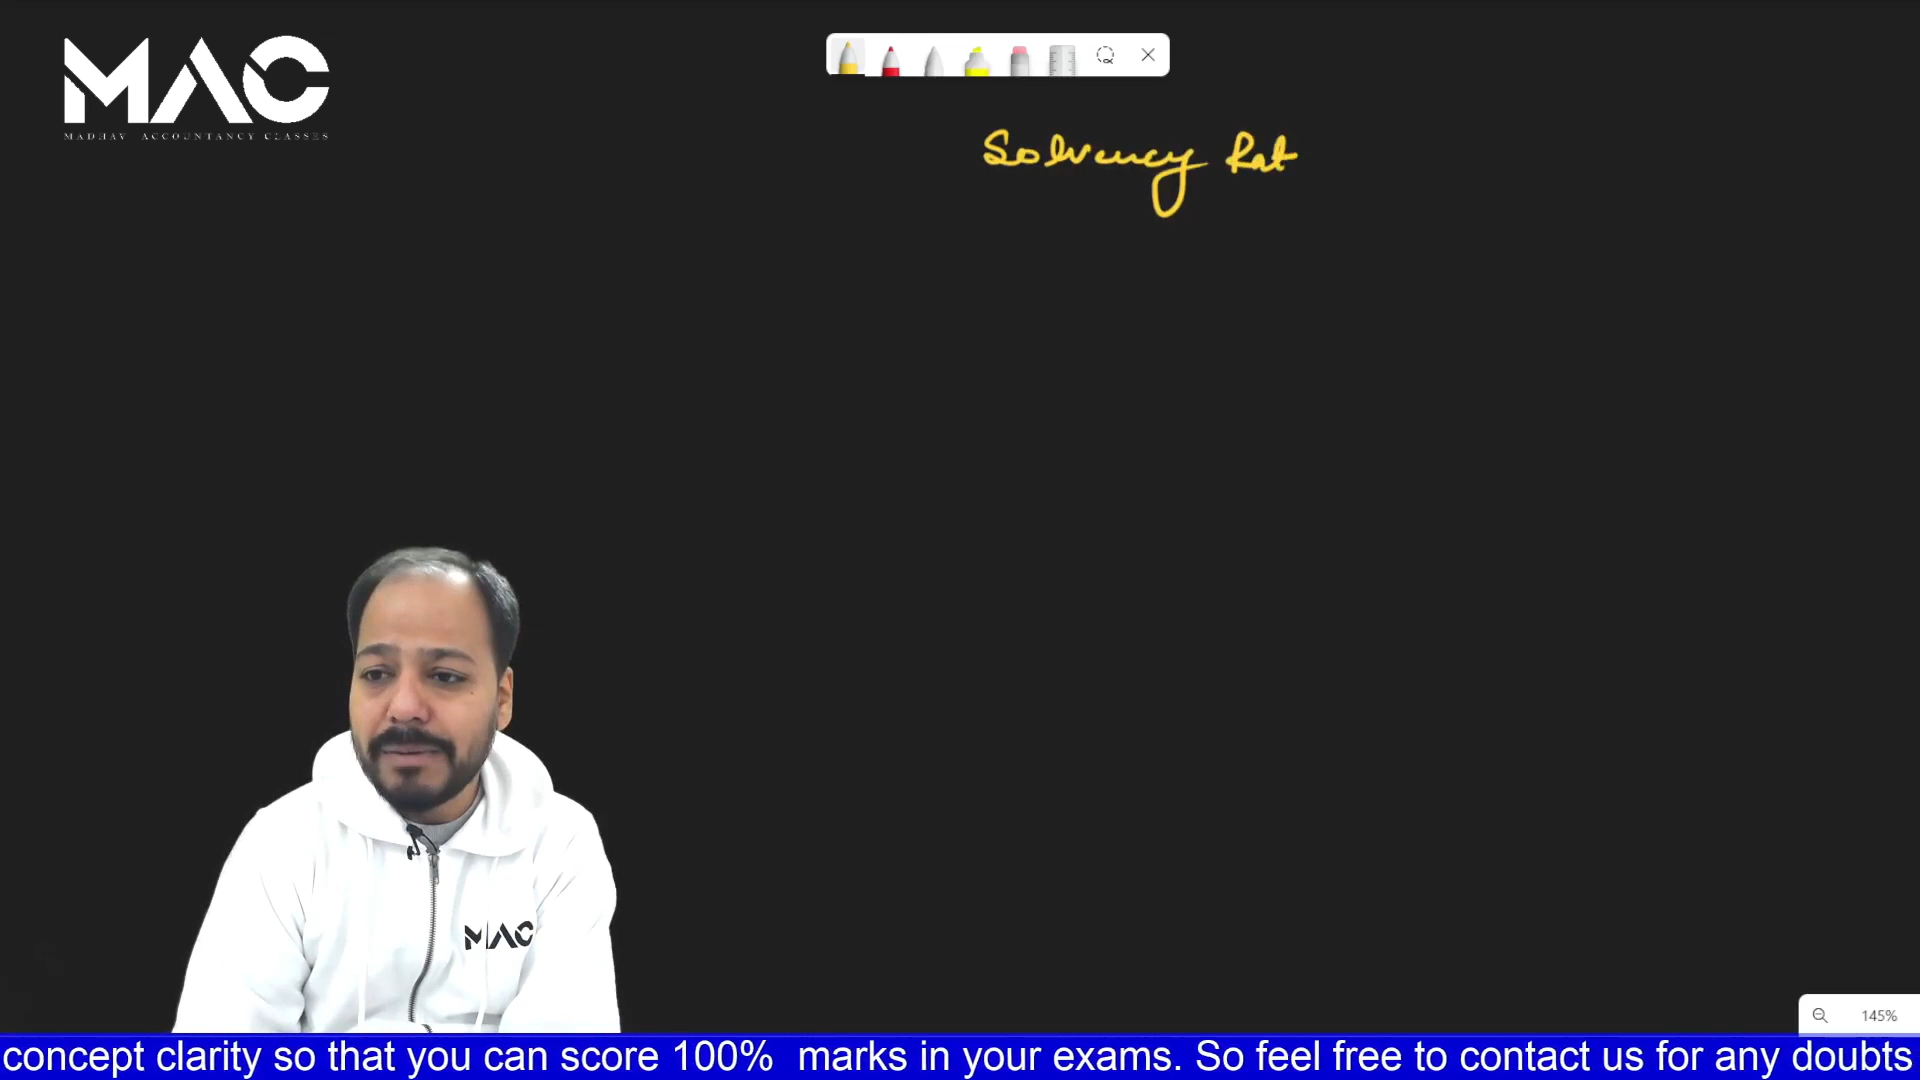 MAC
MADHAV ACCOUNTANCY CLASSES
Solvency Rat
MAC
145%
concept clarity so that you can score 100% marks in your exams. So feel free to contact us for any doubts